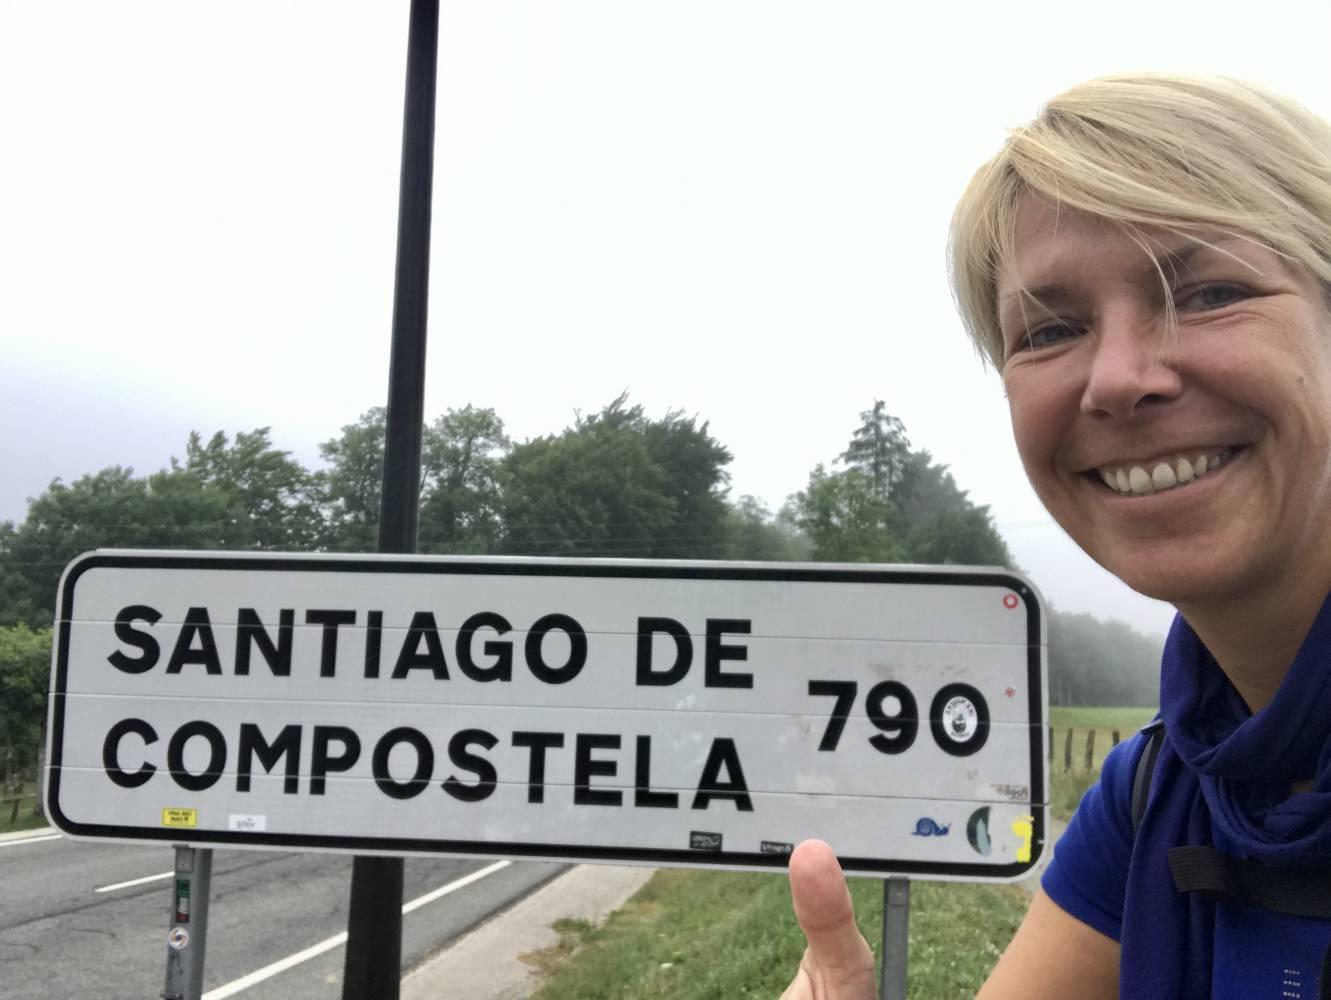 SANTIAGO DE
COMPOSTELA
790